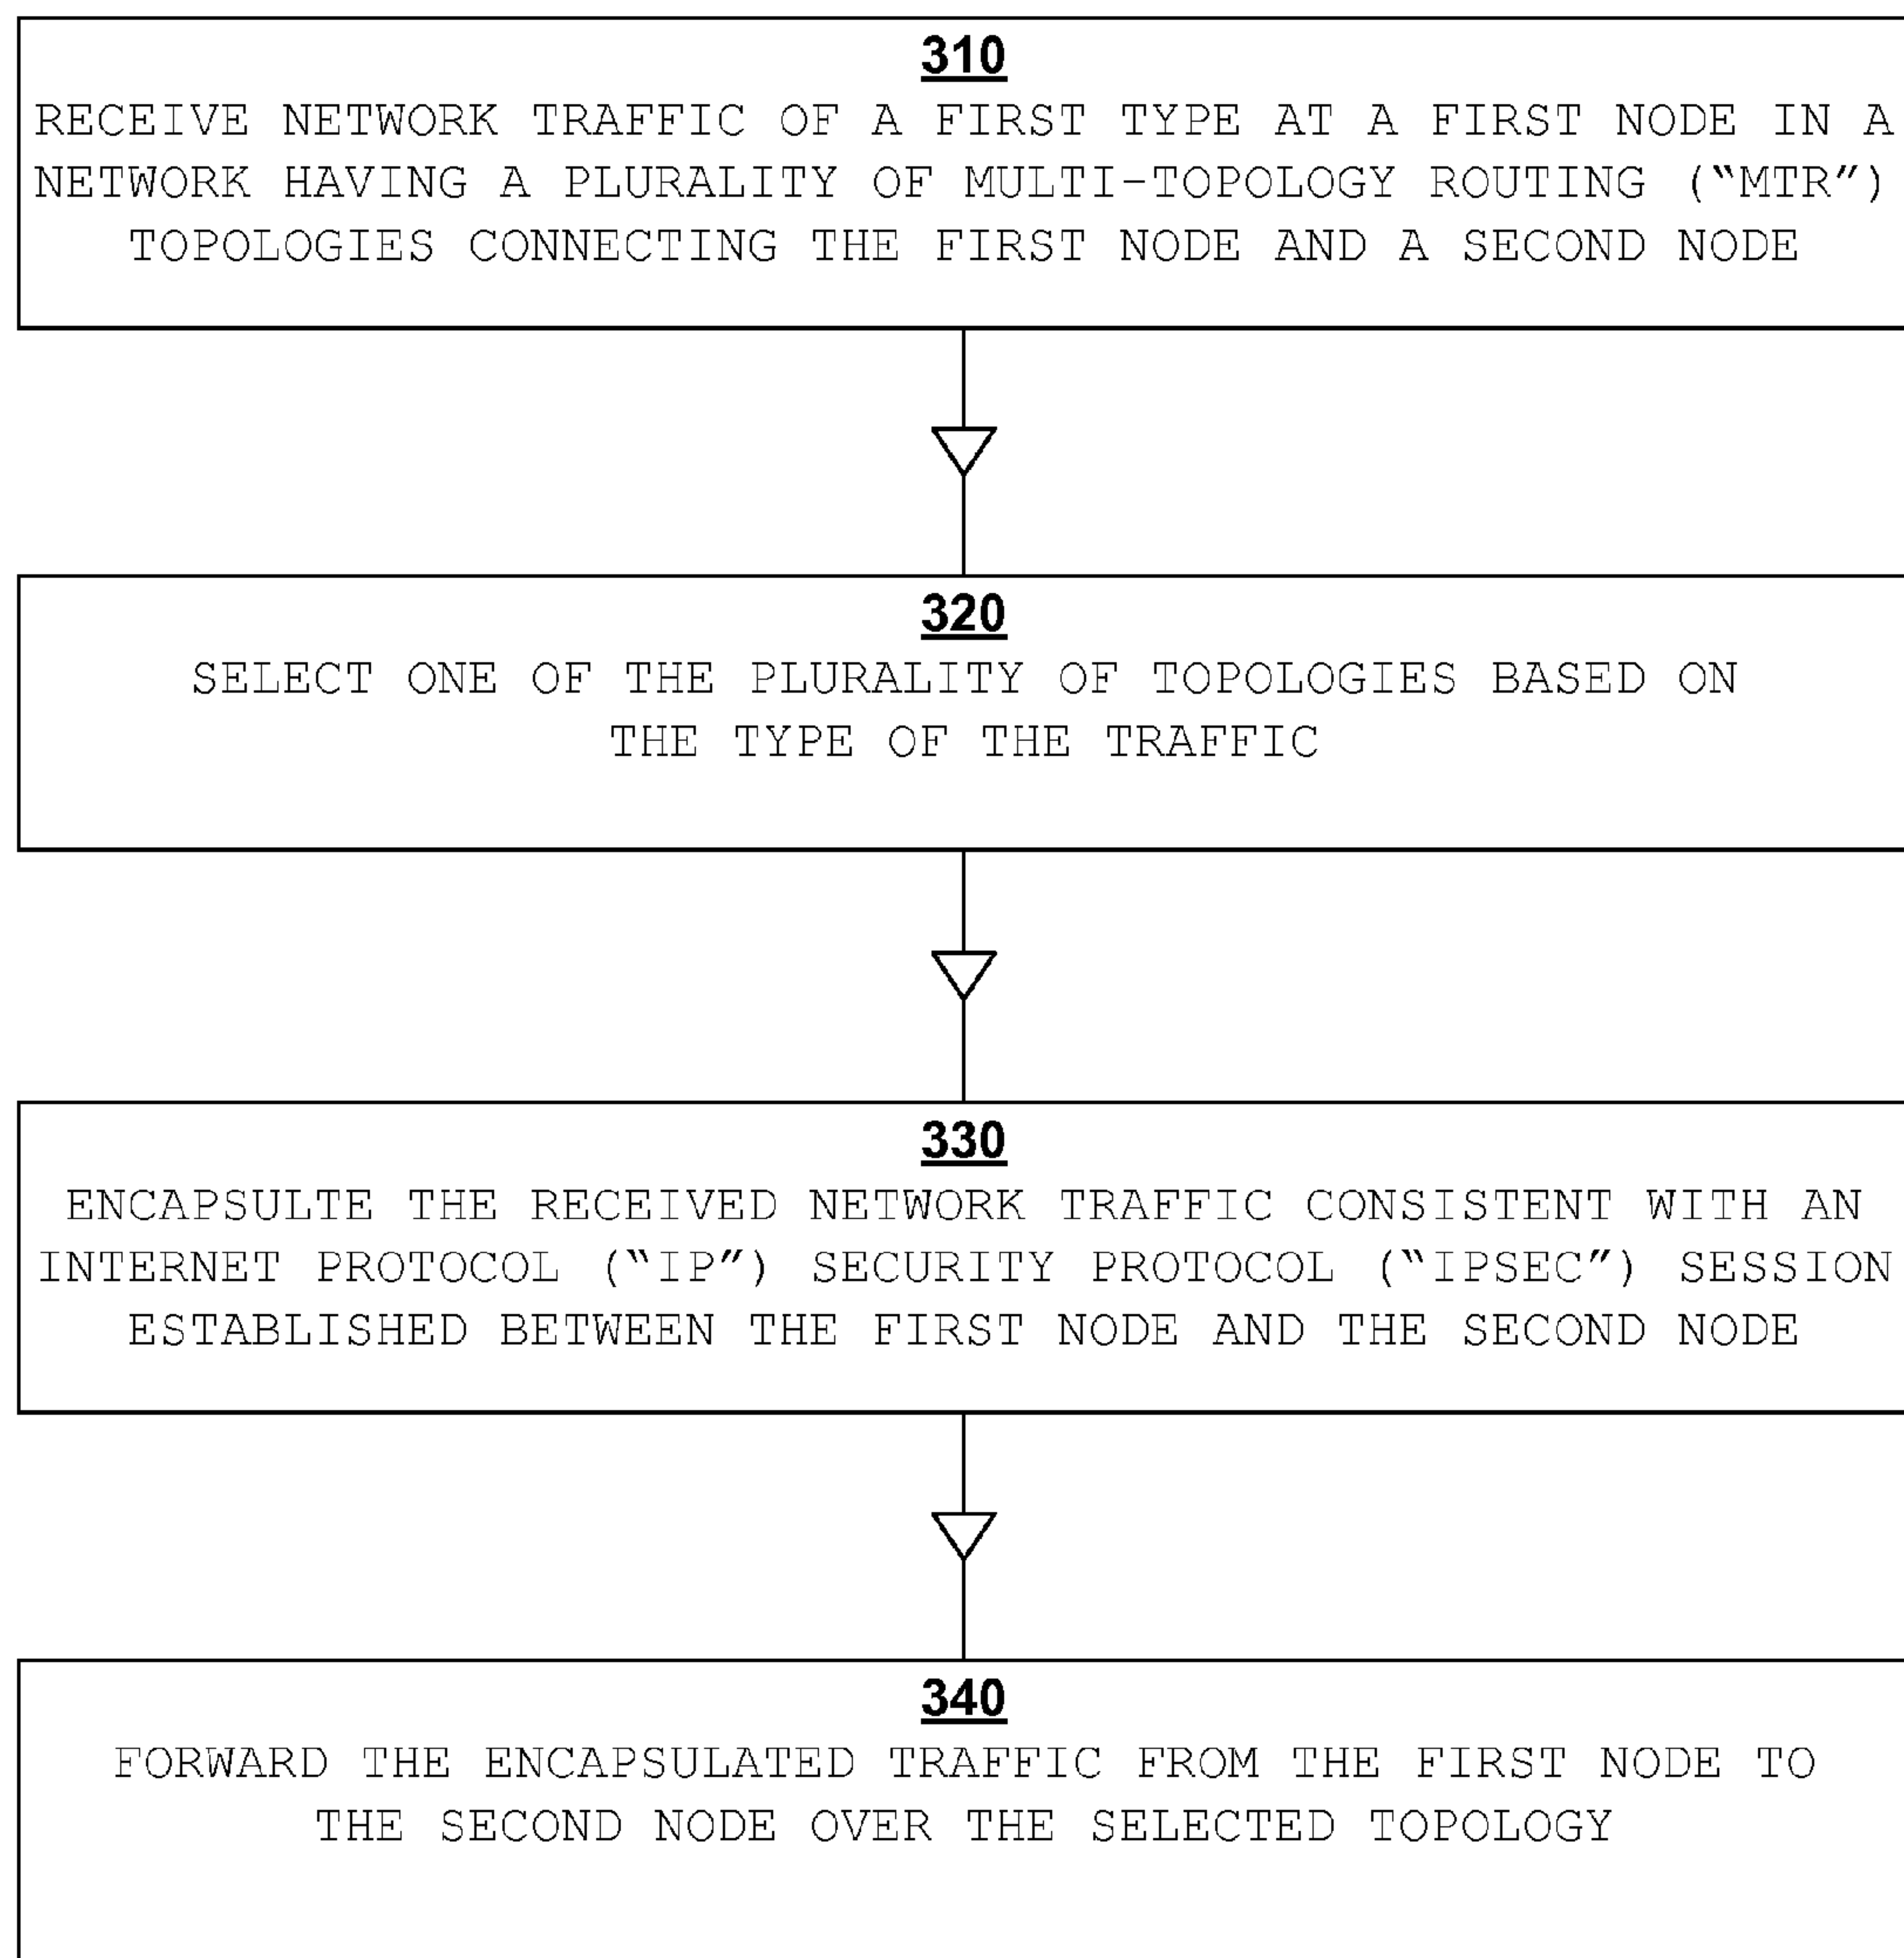 310
RECEIVE NETWORK TRAFFIC OF A FIRST TYPE AT A FIRST NODE IN A
NETWORK HAVING A PLURALITY OF MULTI-TOPOLOGY ROUTING (“MTR”)
TOPOLOGIES CONNECTING THE FIRST NODE AND A SECOND NODE
320
SELECT ONE OF THE PLURALITY OF TOPOLOGIES BASED ON
THE TYPE OF THE TRAFFIC
330
ENCAPSULTE THE RECEIVED NETWORK TRAFFIC CONSISTENT WITH AN
INTERNET PROTOCOL (“IP”) SECURITY PROTOCOL (“IPSEC”) SESSION
ESTABLISHED BETWEEN THE FIRST NODE AND THE SECOND NODE
340
FORWARD THE ENCAPSULATED TRAFFIC FROM THE FIRST NODE TO
THE SECOND NODE OVER THE SELECTED TOPOLOGY